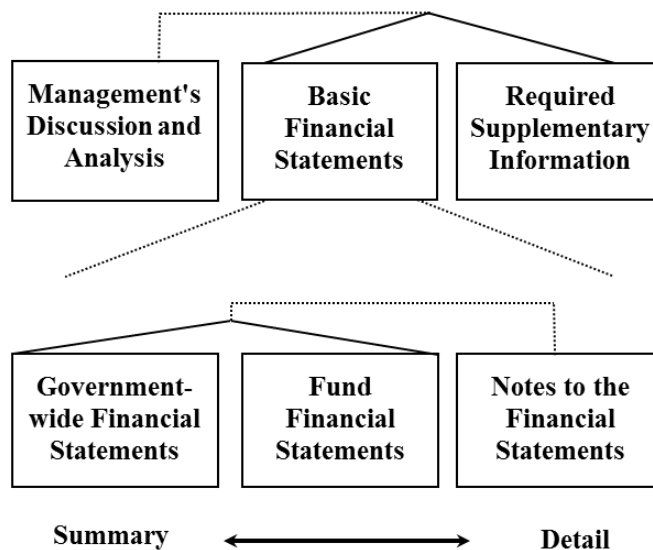 Management's
Discussion and
Analysis
Basic
Financial
Statements
Required
Supplementary
Information
Government-
wide Financial
Statements
Fund
Financial
Statements
Notes to the
Financial
Statements
Summary
Detail